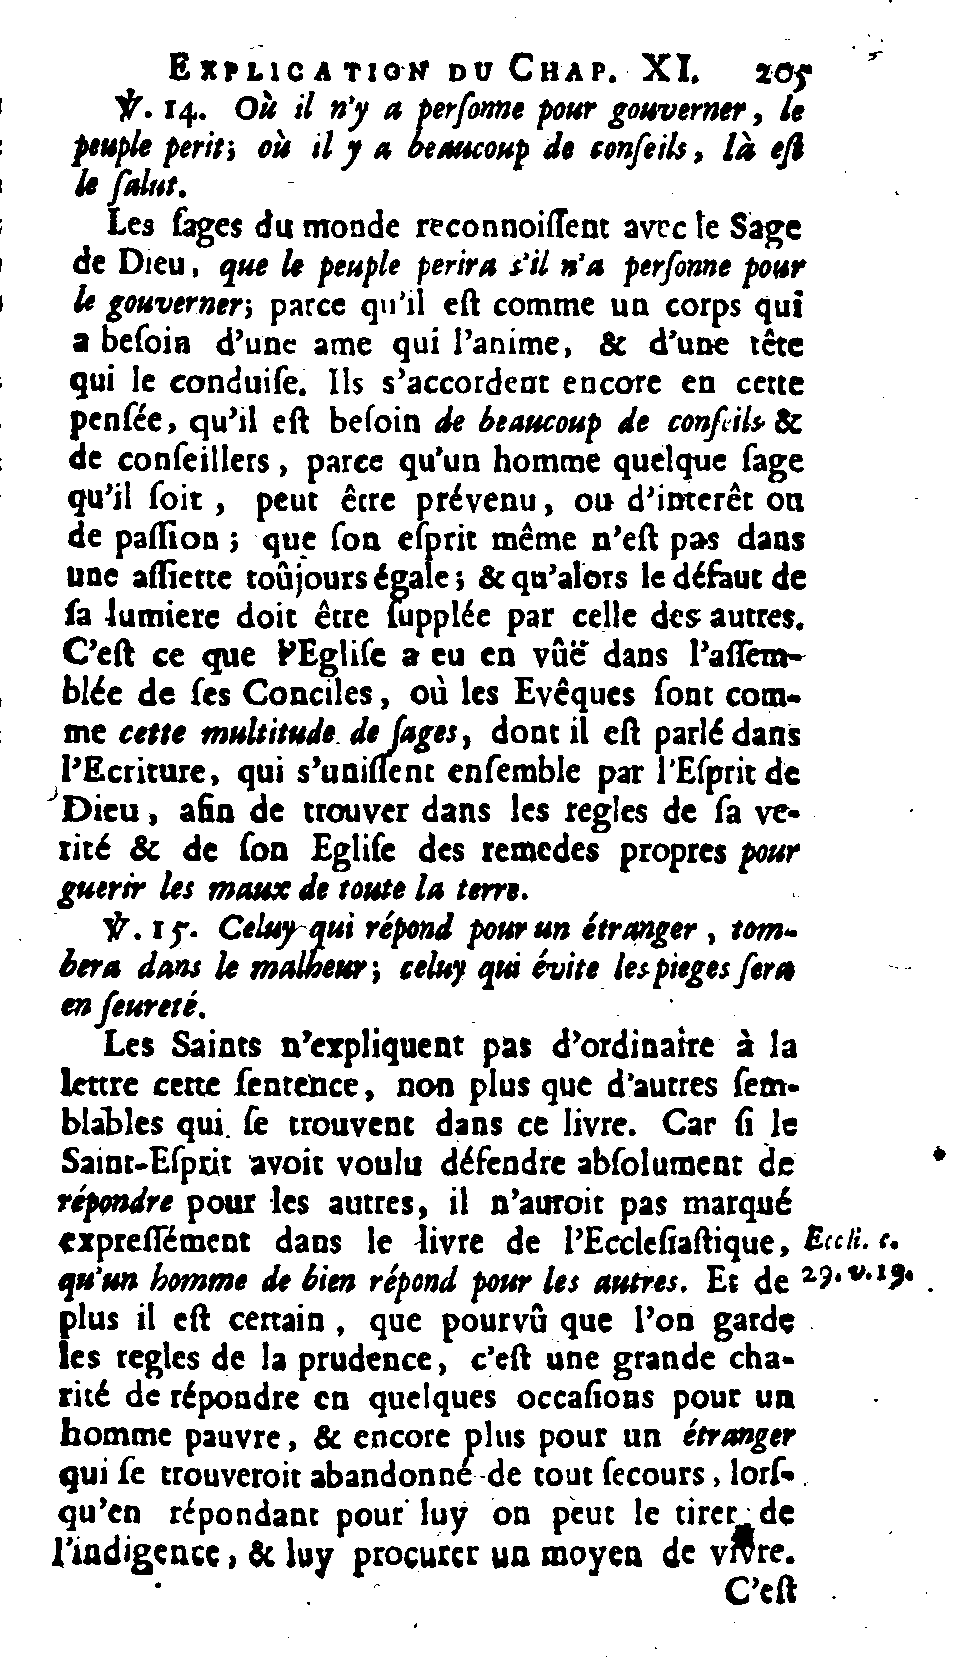 EXPLICATION DU CHAP. XI. 205
℣. 14. Où il n'y a perſonne pour gouverner, le
peuple perit; où il y a beaucoup de conſeils, là eſt
le ſalut.
Les ſages du monde reconnoiſſent avec le Sage
de Dieu, que le peuple perira s'il n'a perſonne pour
le gouverner; parce qu'il eſt comme un corps qui
a beſoin d'une ame qui l'anime, & d'une tête
qui le conduiſe. Ils s'accordent encore en cette
penſée, qu'il eſt beſoin de beaucoup de conſeils &
de conſeillers, parce qu'un homme quelque ſage
qu'il ſoit, peut être prévenu, ou d'interêt ou
de paſſion; que ſon eſprit même n'eſt pas dans
une aſſiette toûjours égale; & qu'alors le défaut de
ſa lumiere doit être ſupplée par celle des autres.
C'eſt ce que l'Egliſe a eu en vûë dans l'aſſem-
blée de ſes Conciles, où les Evêques ſont com-
me cette multitude de ſages, dont il eſt parlé dans
l'Ecriture, qui s'uniſſent enſemble par l'Eſprit de
Dieu, afin de trouver dans les regles de ſa ve-
rité & de ſon Egliſe des remedes propres pour
guerir les maux de toute la terre.
℣. 15. Celuy qui répond pour un étranger, tom-
bera dans le malheur; celuy qui évite les pieges ſera
en ſeureté.
Les Saints n'expliquent pas d'ordinaire à la
lettre cette ſentence, non plus que d'autres ſem-
blables qui ſe trouvent dans ce livre. Car ſi le
Saint-Eſprit avoit voulu défendre abſolument de
répondre pour les autres, il n'auroit pas marqué
expreſſément dans le livre de l'Eccleſiaſtique, Eccli. c.
qu'un homme de bien répond pour les autres. Et de 29. v. 19.
plus il eſt certain, que pourvû que l'on garde
les regles de la prudence, c'eſt une grande cha-
rité de répondre en quelques occaſions pour un
homme pauvre, & encore plus pour un étranger
qui ſe trouveroit abandonné de tout ſecours, lorſ-
qu'en répondant pour luy on peut le tirer de
l'indigence, & luy procurer un moyen de vivre.
C'eſt